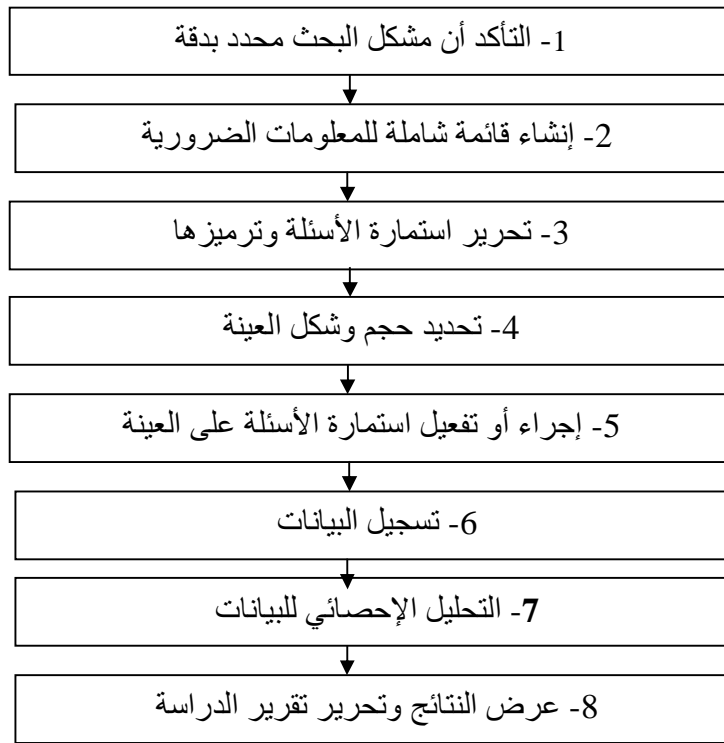 1- التأكد أن مشكل البحث محدد بدقة
2- إنشاء قائمة شاملة للمعلومات الضرورية
3- تحرير استمارة الأسئلة وترميزها
4- تحديد حجم وشكل العينة
5- إجراء أو تفعيل استمارة الأسئلة على العينة
6- تسجيل البيانات
7- التحليل الإحصائي للبيانات
8- عرض النتائج وتحرير تقرير الدراسة